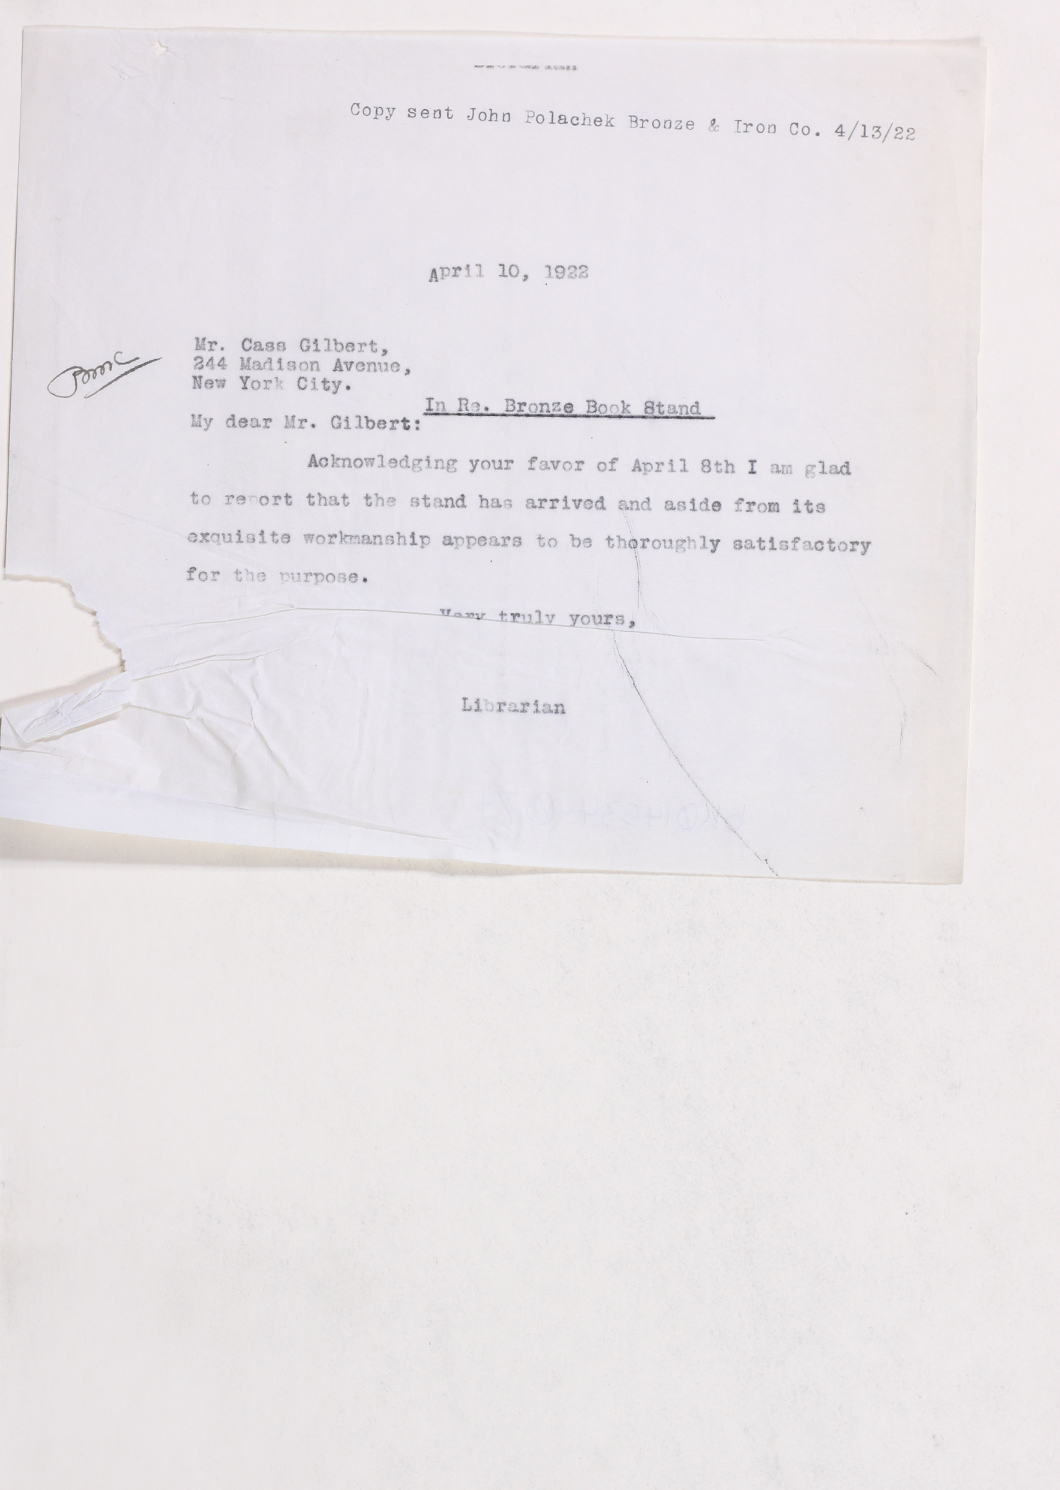 Copy sent John Polachek Bronze & Iron Co. 4/13/22
April 10, 1922
Mr. Cass Gilbert,
244 Madison Avenue,
New York City.
In Re. Bronze Book Stand
My dear Mr. Gilbert:
Acknowledging your favor of April 8th I am glad
to report that the stand has arrived and aside from its
exquisite workmanship appears to be thoroughly satisfactory
for the purpose.
Very truly yours,
Librarian